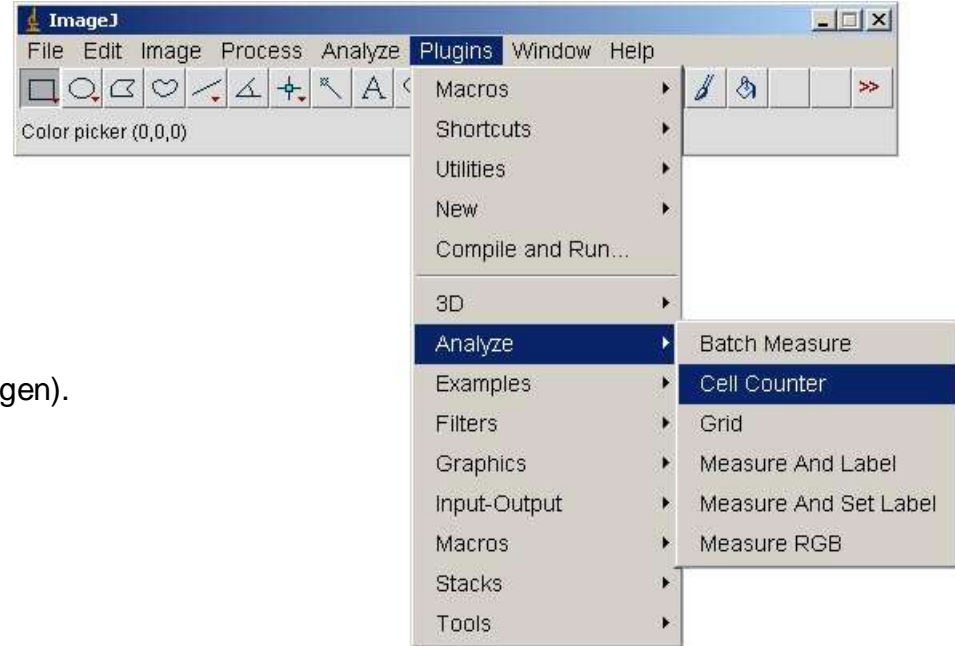 ImageJ
File Edit Image Process Analyze Plugins Window Help
A
>>
Color picker (0,0,0)
Macros
Shortcuts
Utilities
New
Compile and Run...
3D
Analyze
Examples
Filters
Graphics
Input-Output
Macros
Stacks
Tools
Batch Measure
Cell Counter
Grid
Measure And Label
Measure And Set Label
Measure RGB
gen).